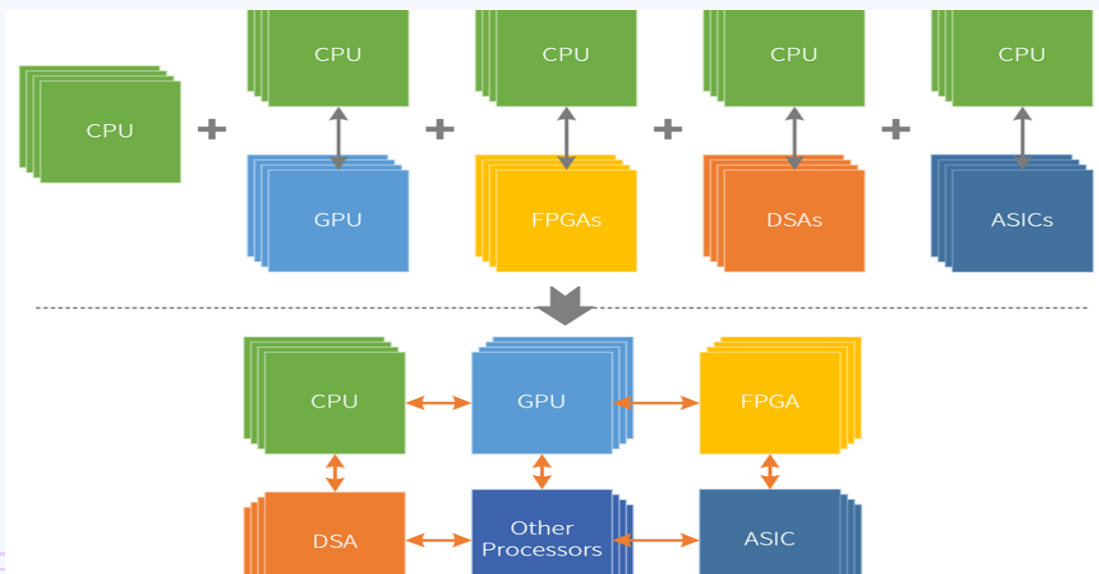 CPU
CPU
CPU
CPU
CPU
+
+
+
+
GPU
FPGAs
DSAs
ASICs
CPU
GPU
FPGA
DSA
Other
Processors
ASIC